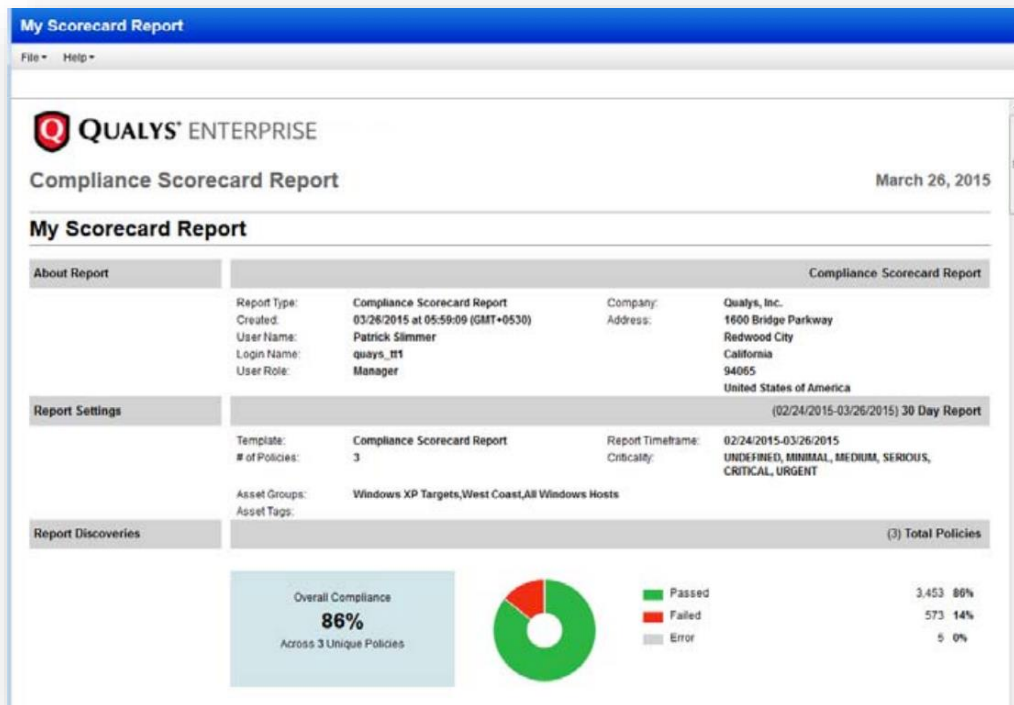 My Scorecard Report
File Help
QUALYS' ENTERPRISE
Compliance Scorecard Report March 26, 2015
My Scorecard Report
About Report Compliance Scorecard Report
Report Type: Compliance Scorecard Report Company: Qualys, Inc.
Created: 03/26/2015 at 05:59:09 (GMT+0530) Address: 1600 Bridge Parkway
User Name: Patrick Slimmer Redwood City
Login Name: quays_tt1 California
User Role: Manager 94065
United States of America
Report Settings (02/24/2015-03/26/2015) 30 Day Report
Template: Compliance Scorecard Report Report Timeframe: 02/24/2015-03/26/2015
# of Policies: 3 Criticality: UNDEFINED, MINIMAL, MEDIUM, SERIOUS,
CRITICAL, URGENT
Asset Groups: Windows XP Targets,West Coast,All Windows Hosts
Asset Tags:
Report Discoveries (3) Total Policies
Overall Compliance
86%
Across 3 Unique Policies
Passed 3,453 86%
Failed 573 14%
Error 5 0%